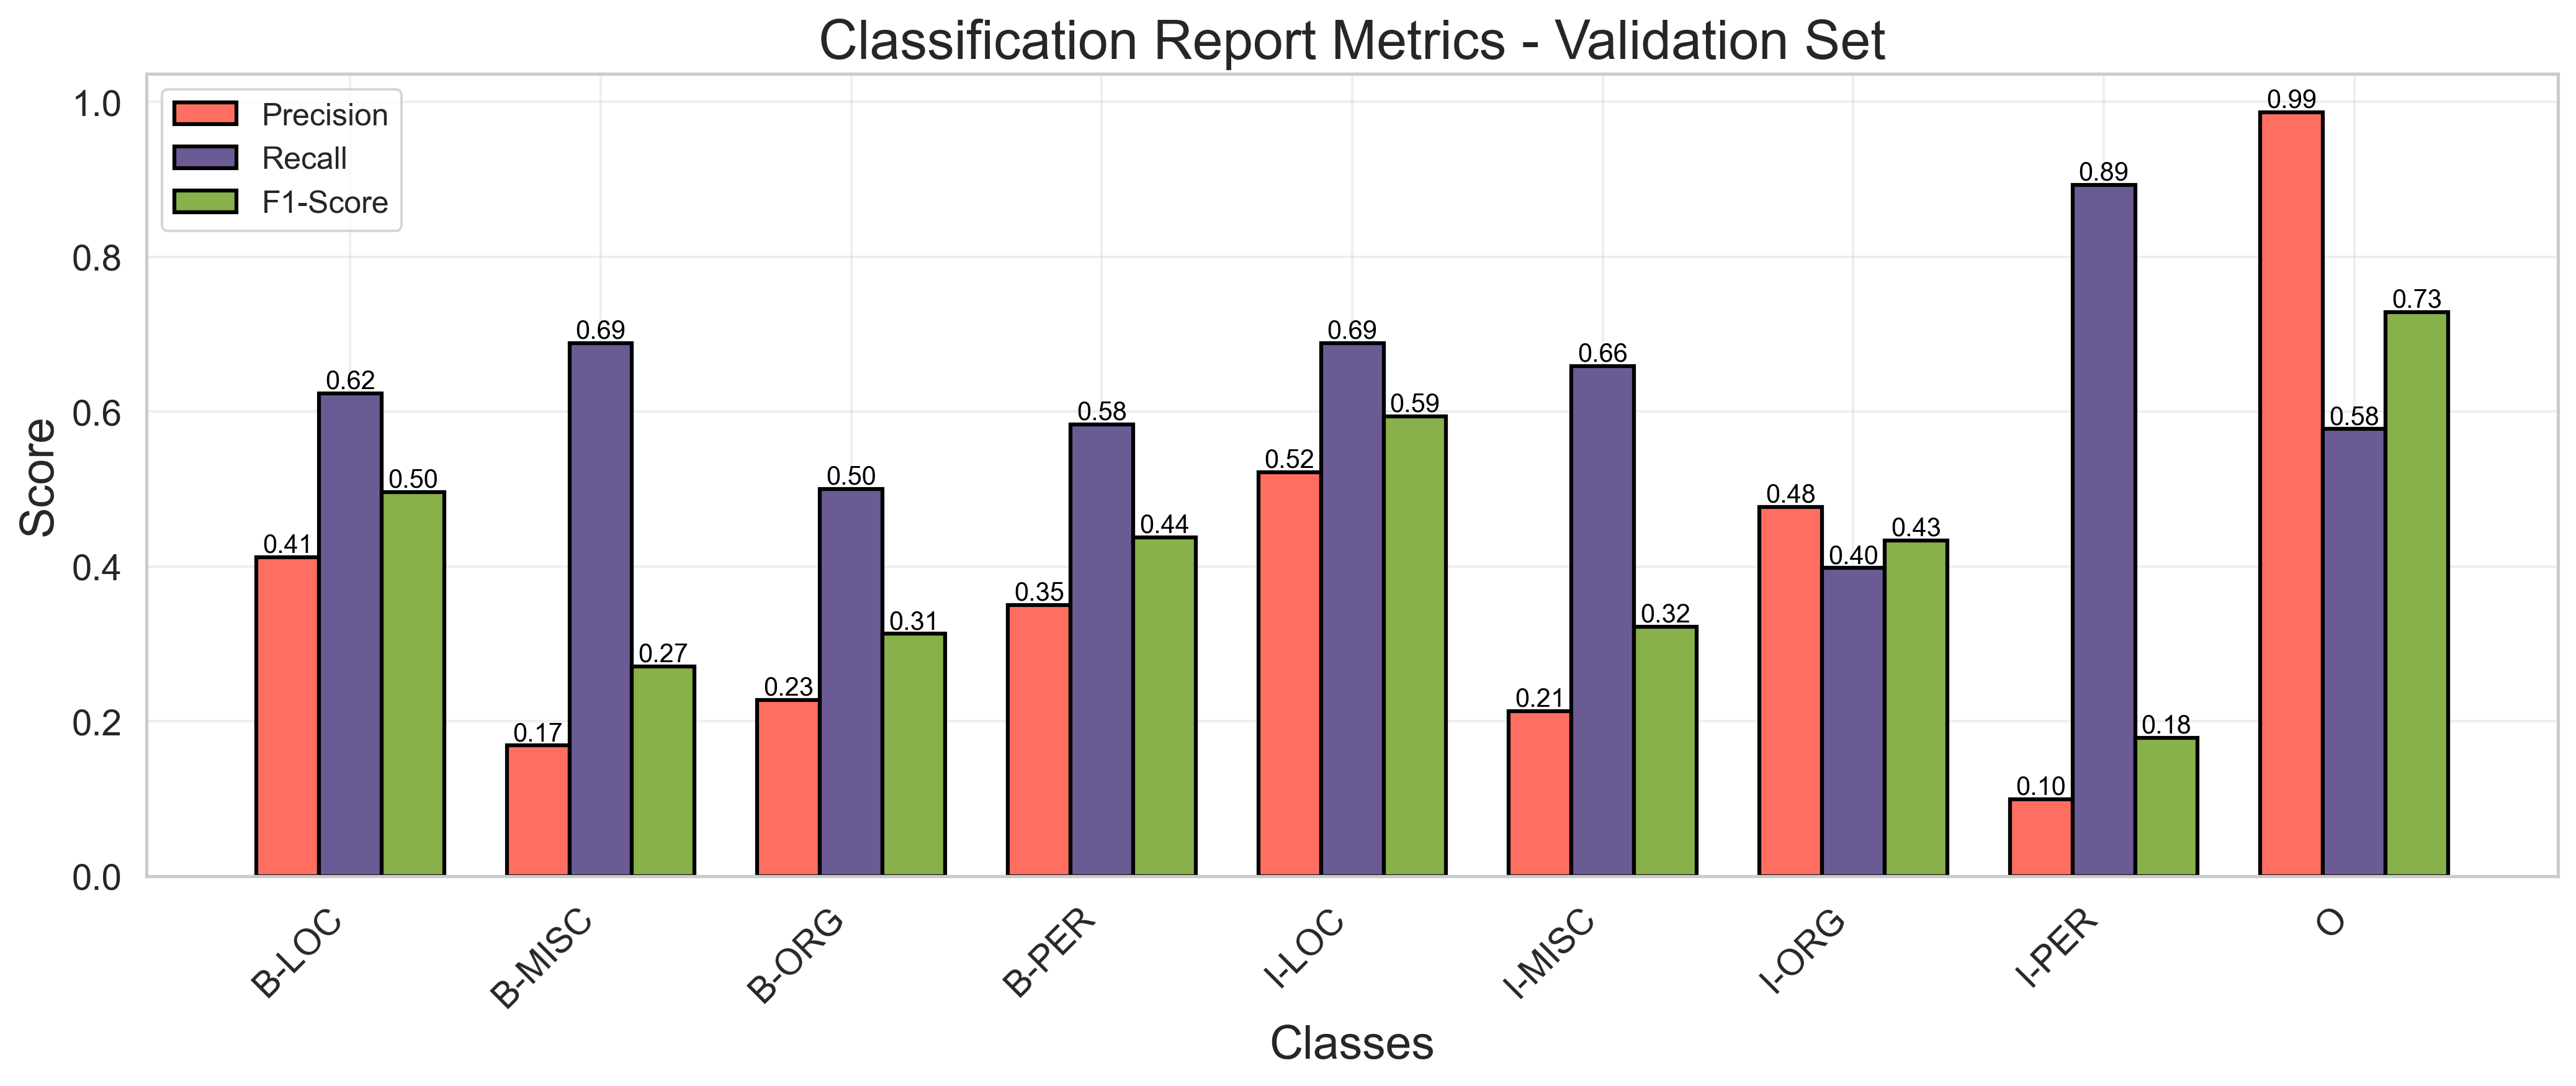 Classification Report Metrics - Validation Set
Precision
Recall
F1-Score
Score
1.0
0.8
0.6
0.4
0.2
0.0
0.41 0.62 0.50
0.17 0.69 0.27
0.23 0.50 0.31
0.35 0.58 0.44
0.52 0.69 0.59
0.21 0.66 0.32
0.48 0.40 0.43
0.10 0.89 0.18
0.99 0.58 0.73
B-LOC B-MISC B-ORG B-PER I-LOC I-MISC I-ORG I-PER O
Classes